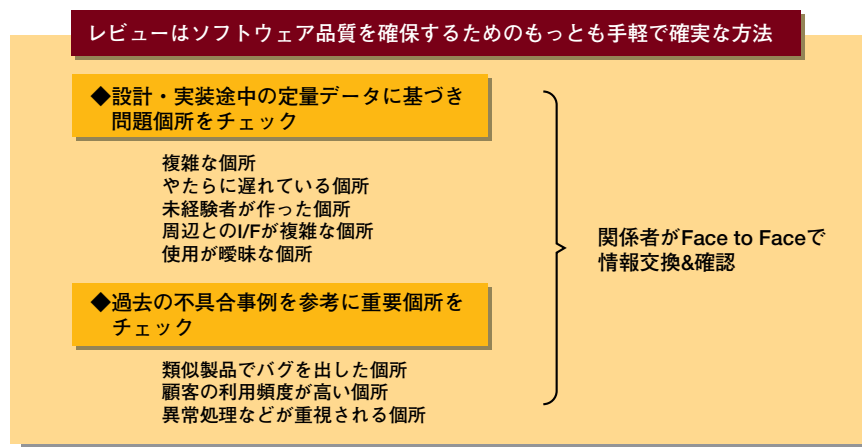 レビューはソフトウェア品質を確保するためのもっとも手軽で確実な方法
◆設計・実装途中の定量データに基づき
問題個所をチェック
複雑な個所
やたらに遅れている個所
未経験者が作った個所
周辺とのI/Fが複雑な個所
使用が曖昧な個所
◆過去の不具合事例を参考に重要個所を
チェック
類似製品でバグを出した個所
顧客の利用頻度が高い個所
異常処理などが重視される個所
関係者がFace to Faceで
情報交換&確認